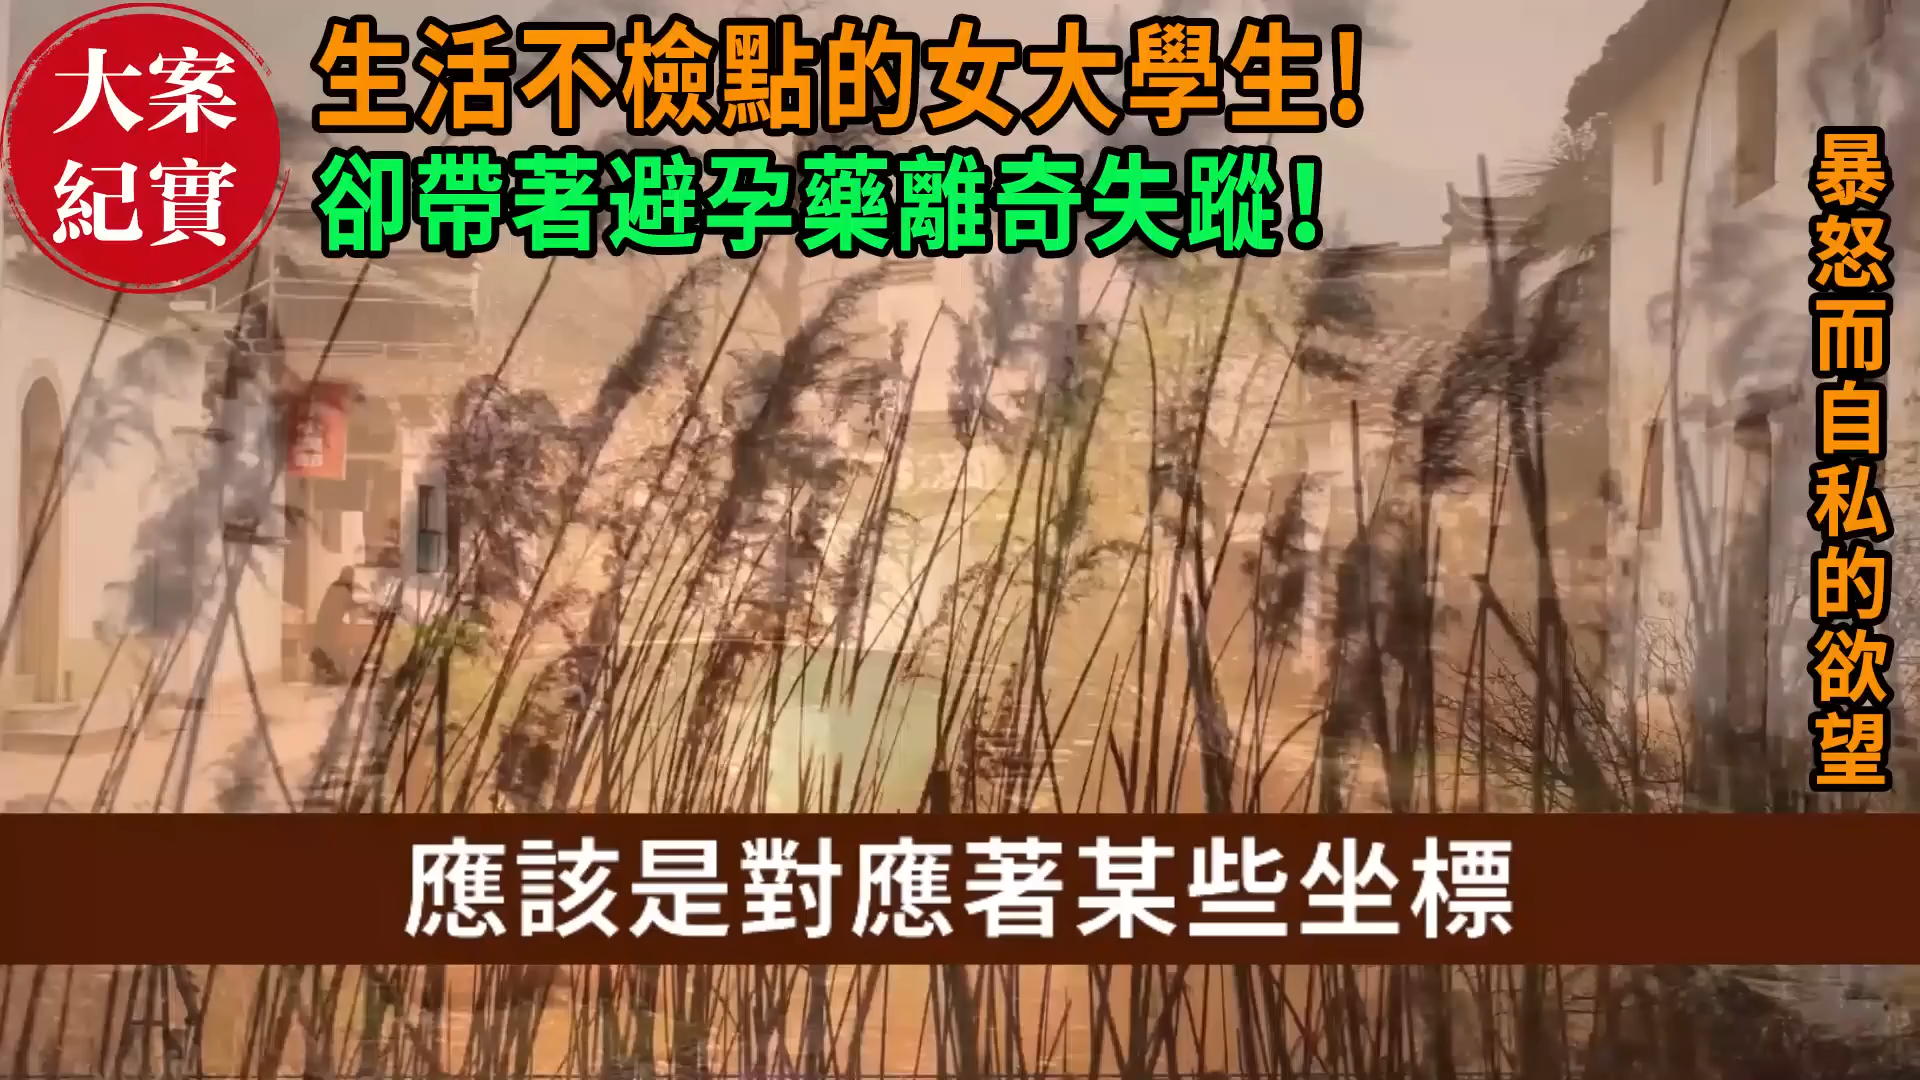 大案
紀實
生活不檢點的女大學生!
卻帶著避孕藥離奇失蹤!
暴怒而自私的欲望
應該是對應著某些坐標